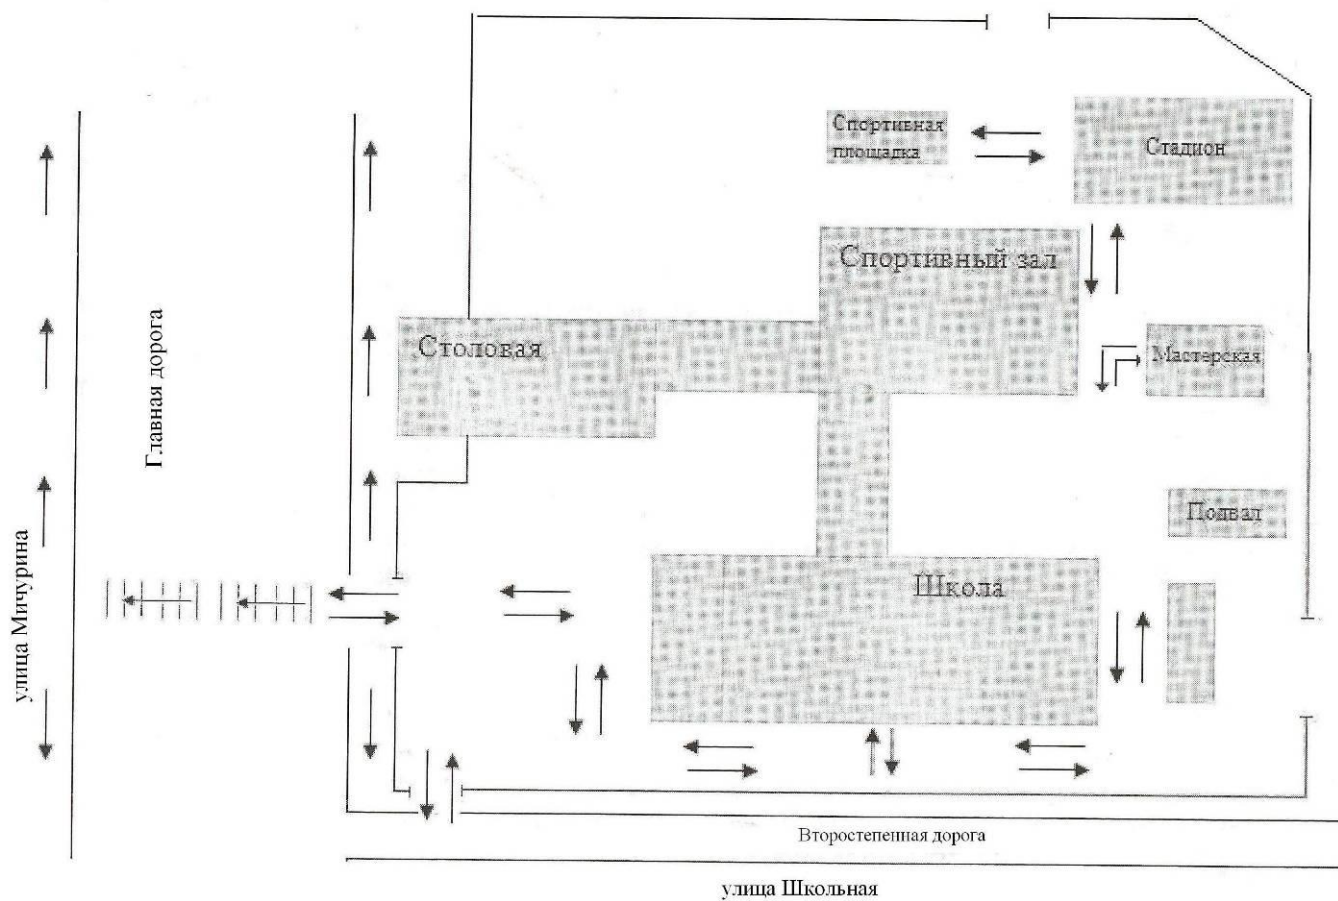 Спортивная
площадка
Стадион
Спортивный зал
Столовая
Мастерская
Главная дорога
Подвал
Школа
улица Мичурина
Второстепенная дорога
улица Школьная